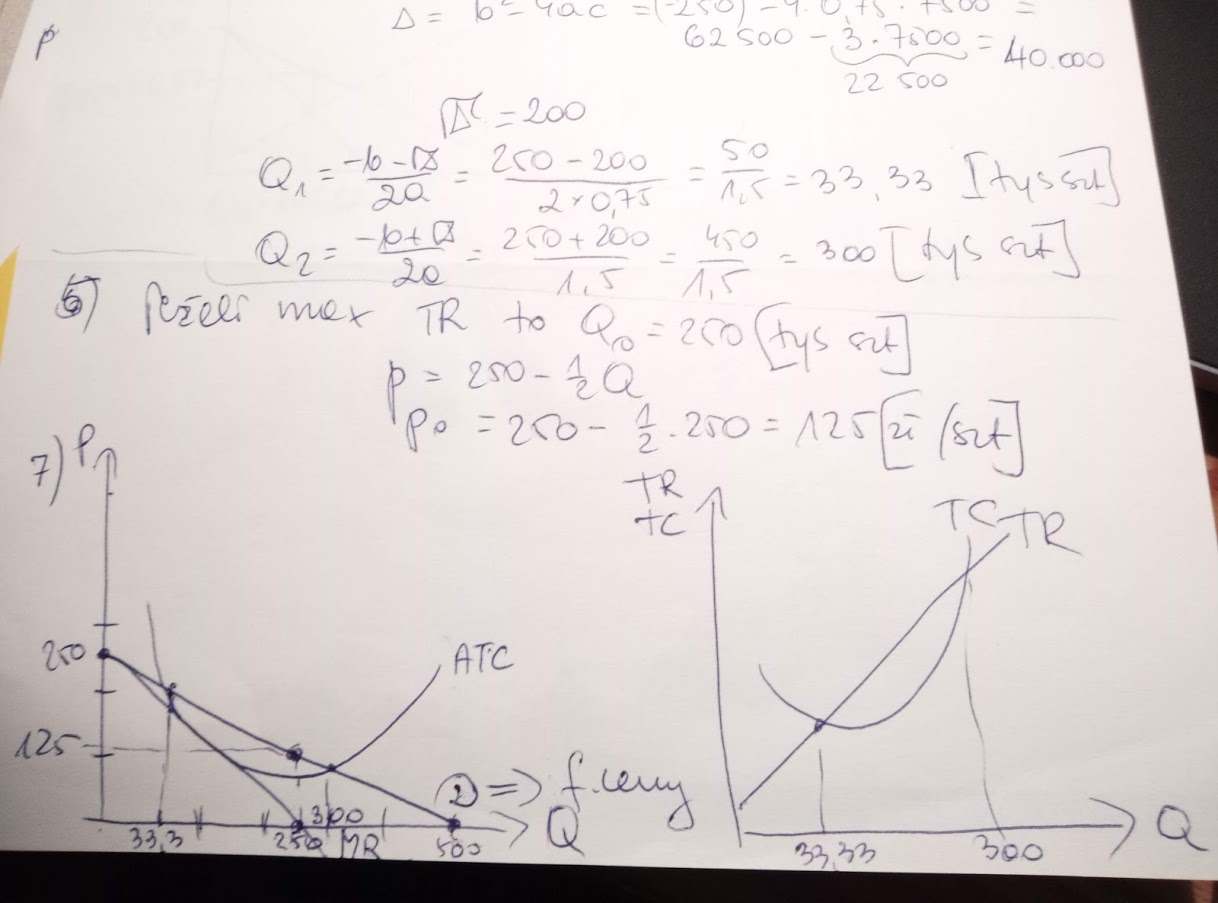 p
Δ = b² - 4ac = (-250)² - 4 · 0,75 · 7500 =
62 500 - 3 · 7500 = 40.000
22 500
√Δ = 200
Q₁ = (-b-√Δ)/2a = (250 - 200)/(2 × 0,75) = 50/1,5 = 33,33 [tys szt]
Q₂ = (-b+√Δ)/2a = (250 + 200)/1,5 = 450/1,5 = 300 [tys szt]
6) Jeżeli max TR to Q₀ = 250 [tys szt]
p = 250 - ½Q
p₀ = 250 - ½ · 250 = 125 [zł/szt]
7) P
250
125
ATC
33,3
250
300
MR
500
Q
D => f. ceny
TR
TC
TC
TR
33,33
300
Q